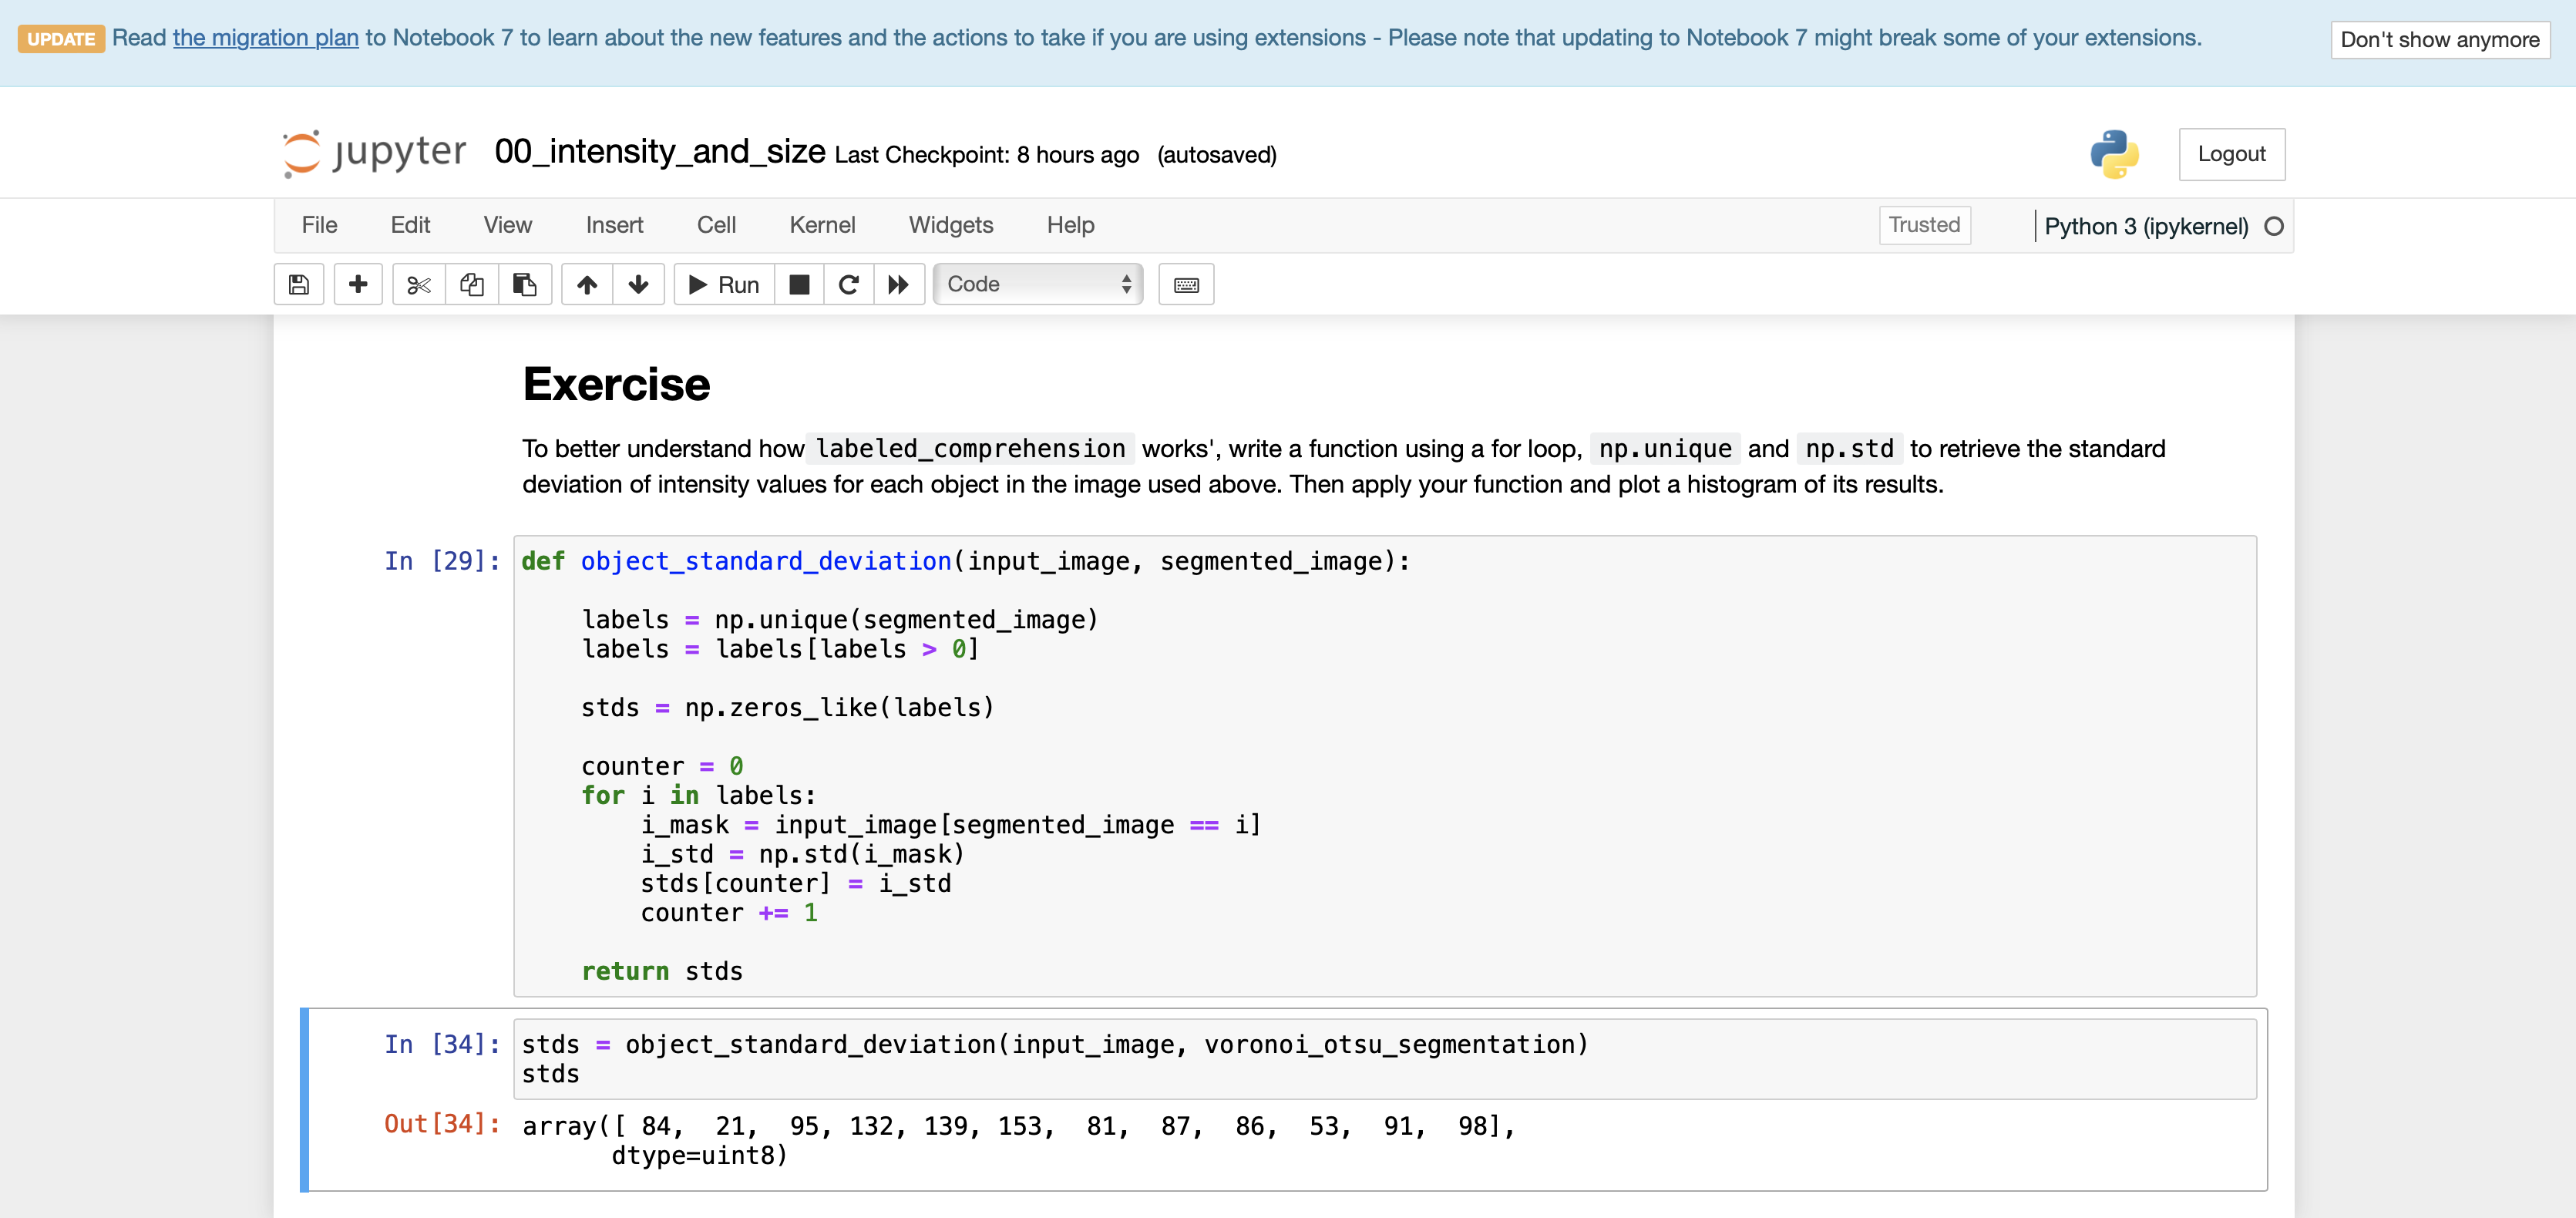 UPDATE Read the migration plan to Notebook 7 to learn about the new features and the actions to take if you are using extensions - Please note that updating to Notebook 7 might break some of your extensions. Don't show anymore
jupyter 00_intensity_and_size Last Checkpoint: 8 hours ago (autosaved) Logout
File Edit View Insert Cell Kernel Widgets Help Trusted Python 3 (ipykernel)
Run Code
Exercise
To better understand how labeled_comprehension works', write a function using a for loop, np.unique and np.std to retrieve the standard
deviation of intensity values for each object in the image used above. Then apply your function and plot a histogram of its results.
In [29]: def object_standard_deviation(input_image, segmented_image):
labels = np.unique(segmented_image)
labels = labels[labels > 0]
stds = np.zeros_like(labels)
counter = 0
for i in labels:
i_mask = input_image[segmented_image == i]
i_std = np.std(i_mask)
stds[counter] = i_std
counter += 1
return stds
In [34]: stds = object_standard_deviation(input_image, voronoi_otsu_segmentation)
stds
Out[34]: array([ 84, 21, 95, 132, 139, 153, 81, 87, 86, 53, 91, 98],
dtype=uint8)